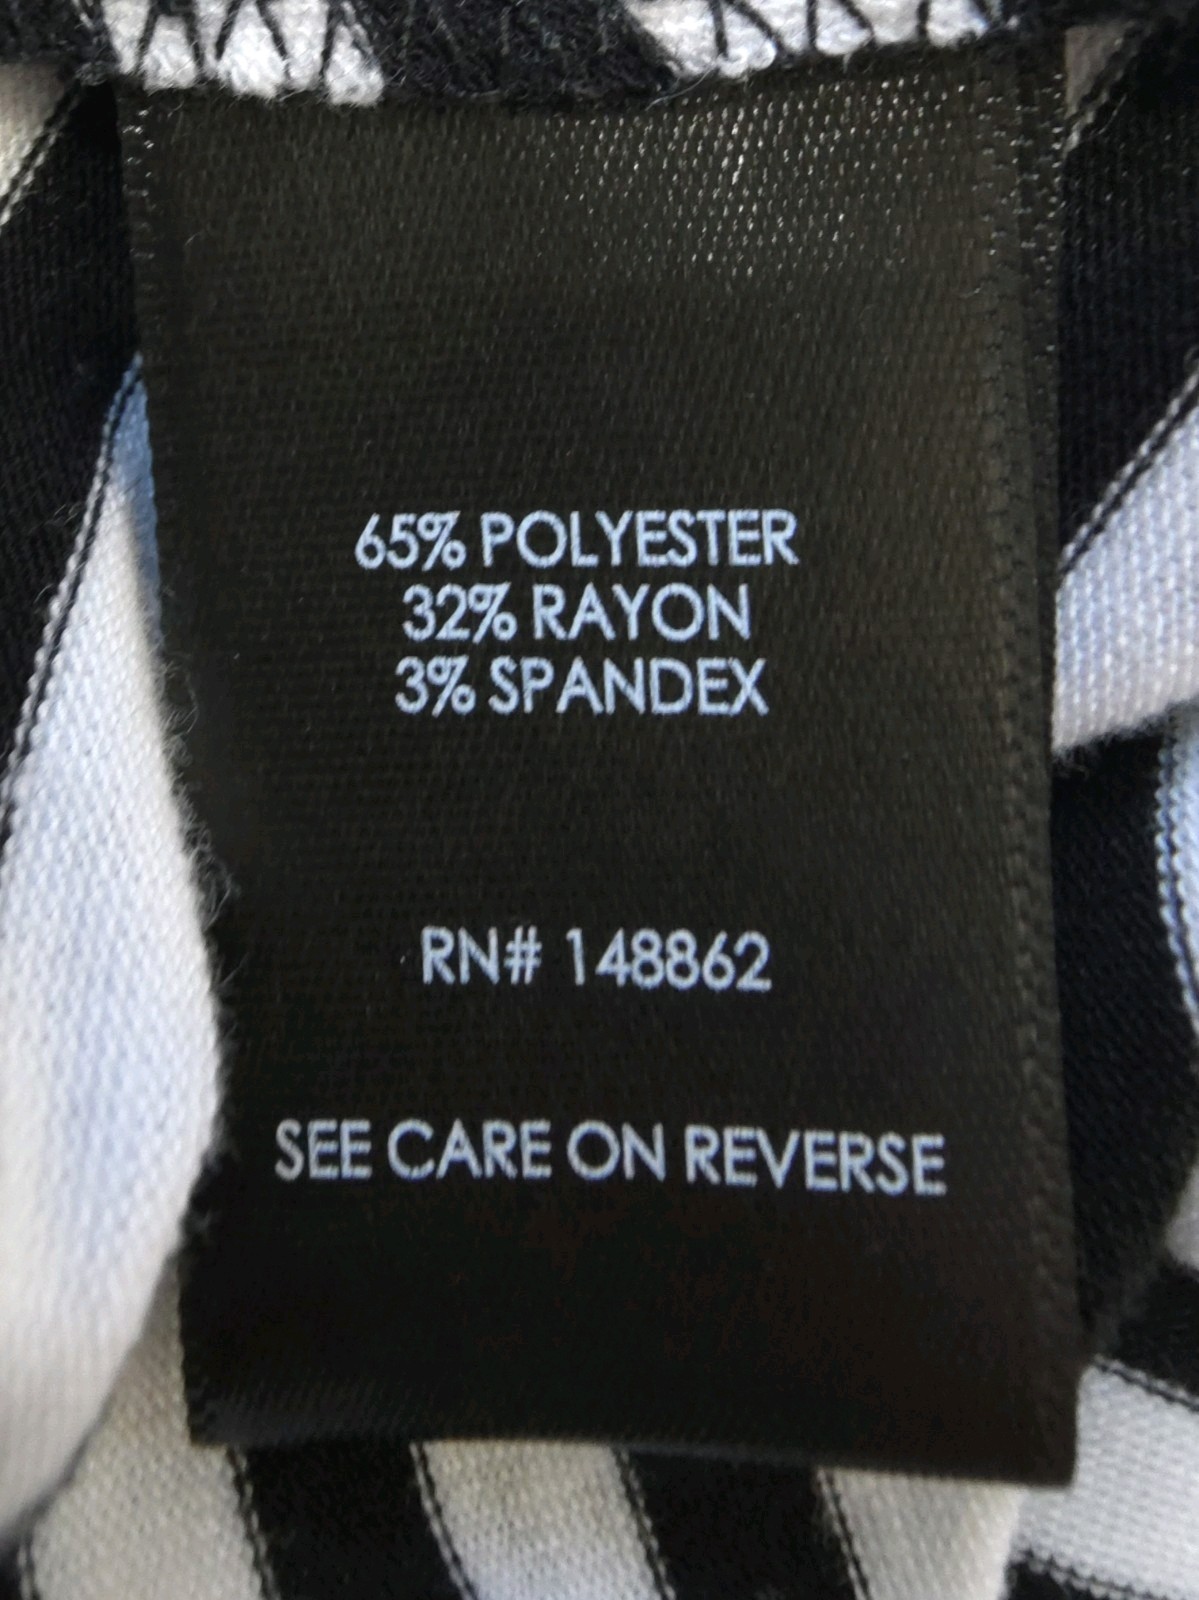 65% POLYESTER
32% RAYON
3% SPANDEX
RN# 148862
SEE CARE ON REVERSE